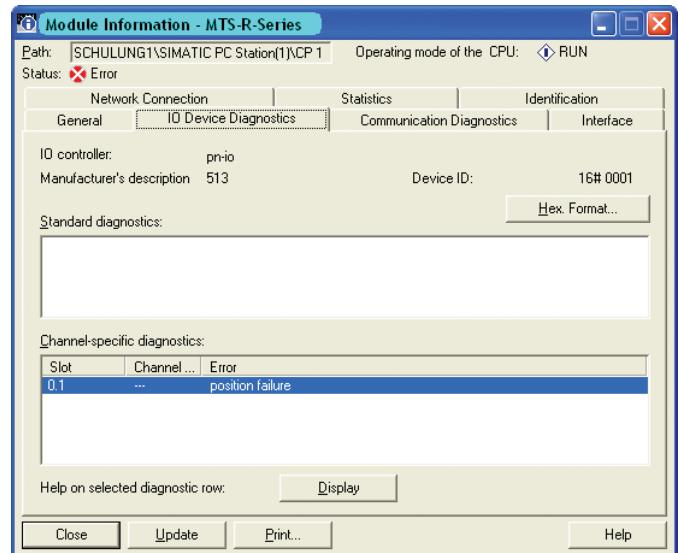 Module Information - MTS-R-Series
Path: SCHULUNG1\SIMATIC PC Station(1)\CP 1 Operating mode of the CPU: RUN
Status: Error
Network Connection Statistics Identification
General IO Device Diagnostics Communication Diagnostics Interface
IO controller: pn-io
Manufacturer's description 513 Device ID: 16# 0001
Hex. Format...
Standard diagnostics:
Channel-specific diagnostics:
Slot Channel ... Error
0.1 --- position failure
Help on selected diagnostic row: Display
Close Update Print... Help